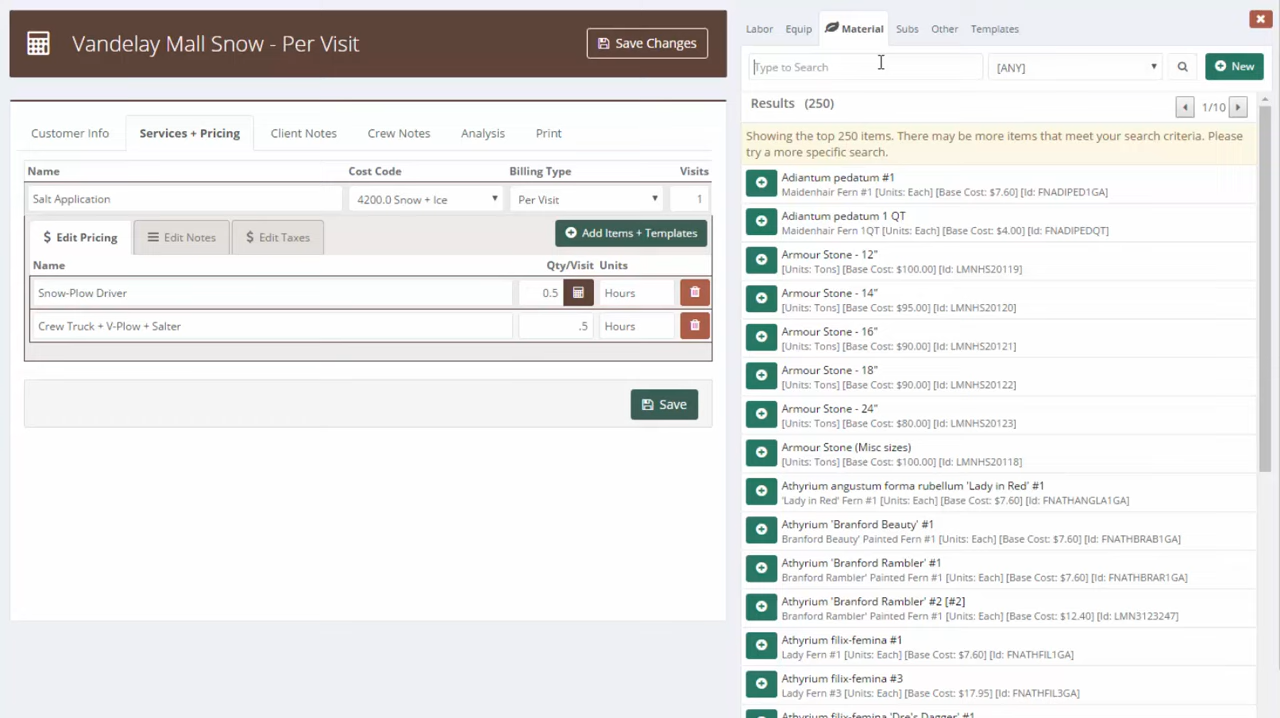 Vandelay Mall Snow - Per Visit
Save Changes
Customer Info
Services + Pricing
Client Notes
Crew Notes
Analysis
Print
Name
Cost Code
Billing Type
Visits
Salt Application
4200.0 Snow + Ice
Per Visit
1
$ Edit Pricing
Edit Notes
$ Edit Taxes
Add Items + Templates
Name
Qty/Visit
Units
Snow-Plow Driver
0.5
Hours
Crew Truck + V-Plow + Salter
.5
Hours
Save
Labor
Equip
Material
Subs
Other
Templates
Type to Search
[ANY]
New
Results (250)
1/10
Showing the top 250 items. There may be more items that meet your search criteria. Please
try a more specific search.
Adiantum pedatum #1
Maidenhair Fern #1 [Units: Each] [Base Cost: $7.60] [Id: FNADIPED1GA]
Adiantum pedatum 1 QT
Maidenhair Fern 1QT [Units: Each] [Base Cost: $4.00] [Id: FNADIPEDQT]
Armour Stone - 12"
[Units: Tons] [Base Cost: $100.00] [Id: LMNHS20119]
Armour Stone - 14"
[Units: Tons] [Base Cost: $95.00] [Id: LMNHS20120]
Armour Stone - 16"
[Units: Tons] [Base Cost: $90.00] [Id: LMNHS20121]
Armour Stone - 18"
[Units: Tons] [Base Cost: $90.00] [Id: LMNHS20122]
Armour Stone - 24"
[Units: Tons] [Base Cost: $80.00] [Id: LMNHS20123]
Armour Stone (Misc sizes)
[Units: Tons] [Base Cost: $100.00] [Id: LMNHS20118]
Athyrium angustum forma rubellum 'Lady in Red' #1
'Lady in Red' Fern #1 [Units: Each] [Base Cost: $7.60] [Id: FNATHANGLA1GA]
Athyrium 'Branford Beauty' #1
Branford Beauty' Painted Fern #1 [Units: Each] [Base Cost: $7.60] [Id: FNATHBRAB1GA]
Athyrium 'Branford Rambler' #1
Branford Rambler' Painted Fern #1 [Units: Each] [Base Cost: $7.60] [Id: FNATHBRAR1GA]
Athyrium 'Branford Rambler' #2 [#2]
Branford Rambler' Painted Fern #1 [Units: Each] [Base Cost: $12.40] [Id: LMN3123247]
Athyrium filix-femina #1
Lady Fern #1 [Units: Each] [Base Cost: $7.60] [Id: FNATHFIL1GA]
Athyrium filix-femina #3
Lady Fern #3 [Units: Each] [Base Cost: $17.95] [Id: FNATHFIL3GA]
Athyrium filix-femina 'Dre's Dagger' #1